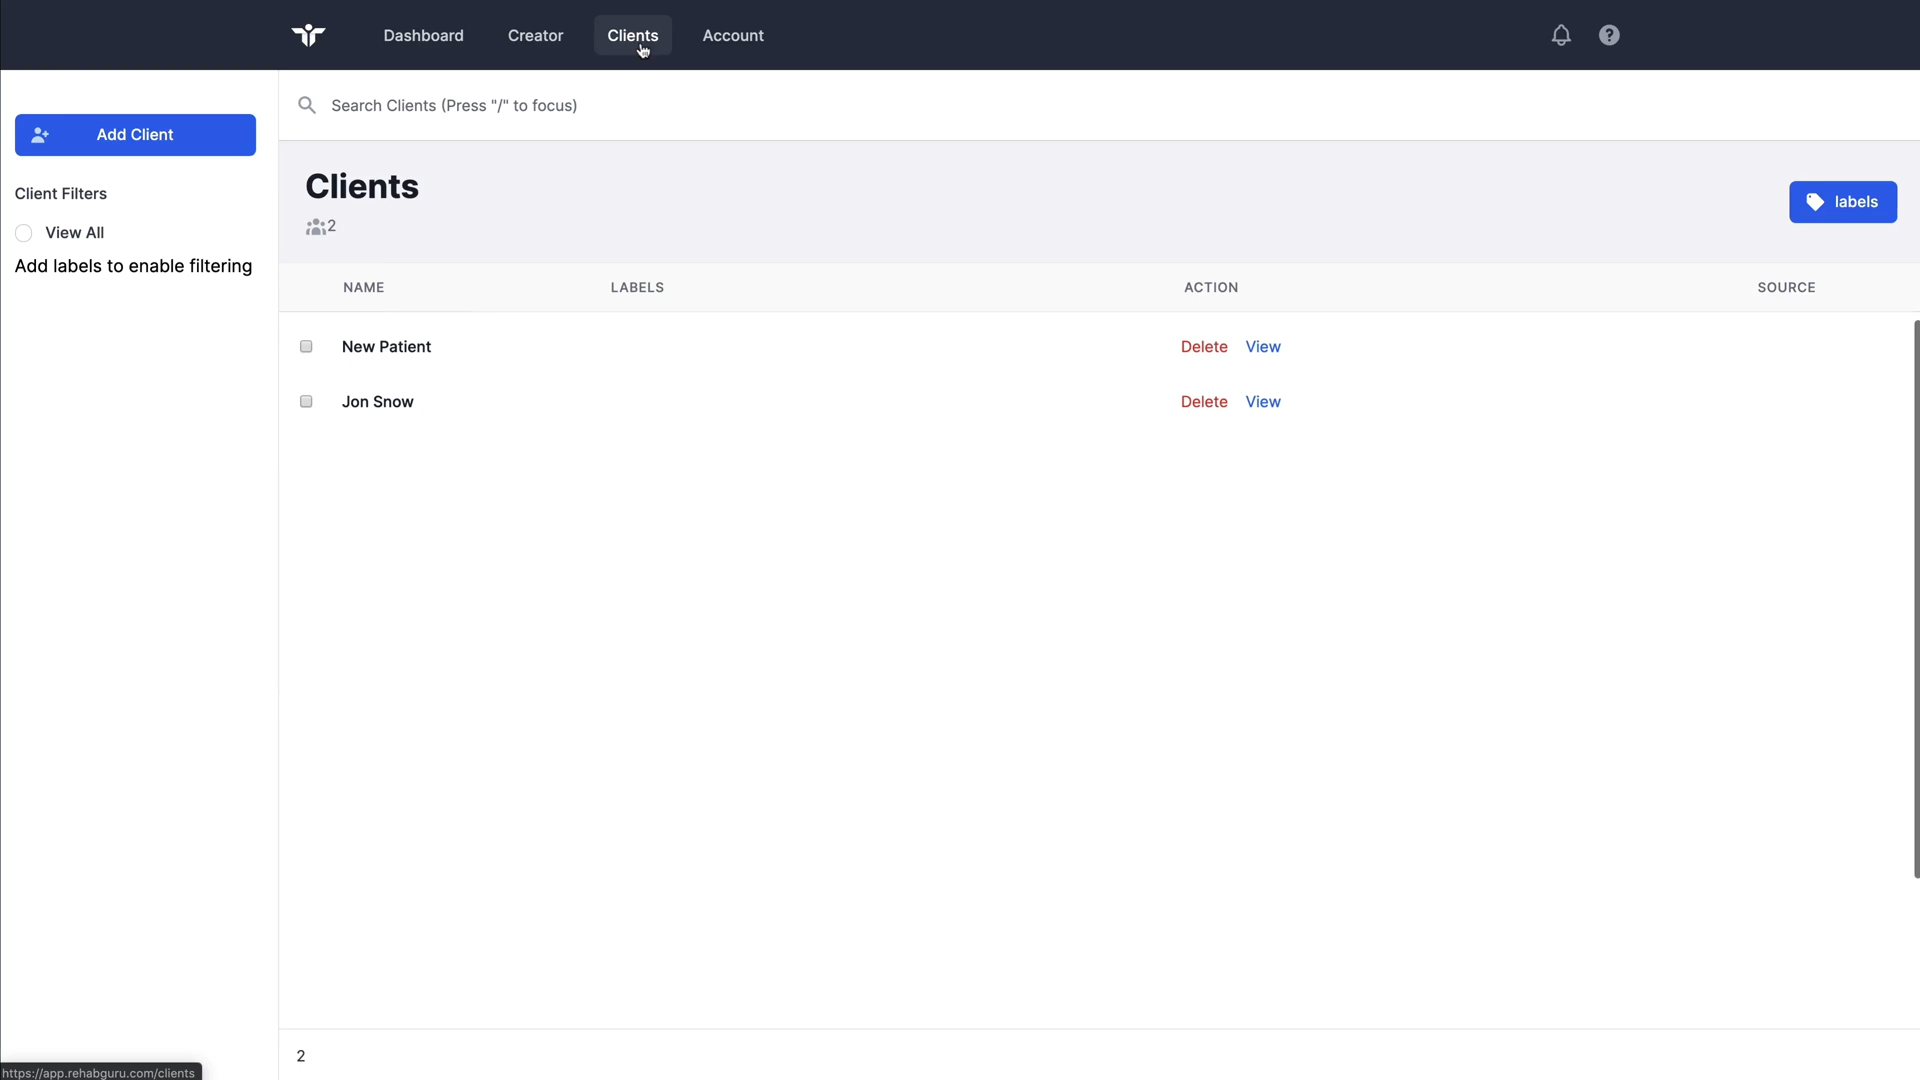 Dashboard Creator Clients Account
Search Clients (Press "/" to focus)
Add Client
Client Filters
View All
Add labels to enable filtering
Clients
2
labels
NAME LABELS ACTION SOURCE
New Patient Delete View
Jon Snow Delete View
2
https://app.rehabguru.com/clients